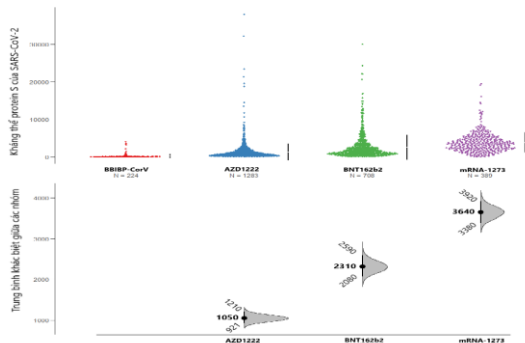 Kháng thể protein S của SARS-CoV-2
30000
20000
10000
0
BBIBP-CorV
AZD1222
BNT162b2
mRNA-1273
N = 224
N = 1283
N = 708
N = 380
Trung bình khác biệt giữa các nhóm
4000
3000
2000
1000
3920
3640
3380
2590
2310
2080
1210
1050
921
AZD1222
BNT162b2
mRNA-1273